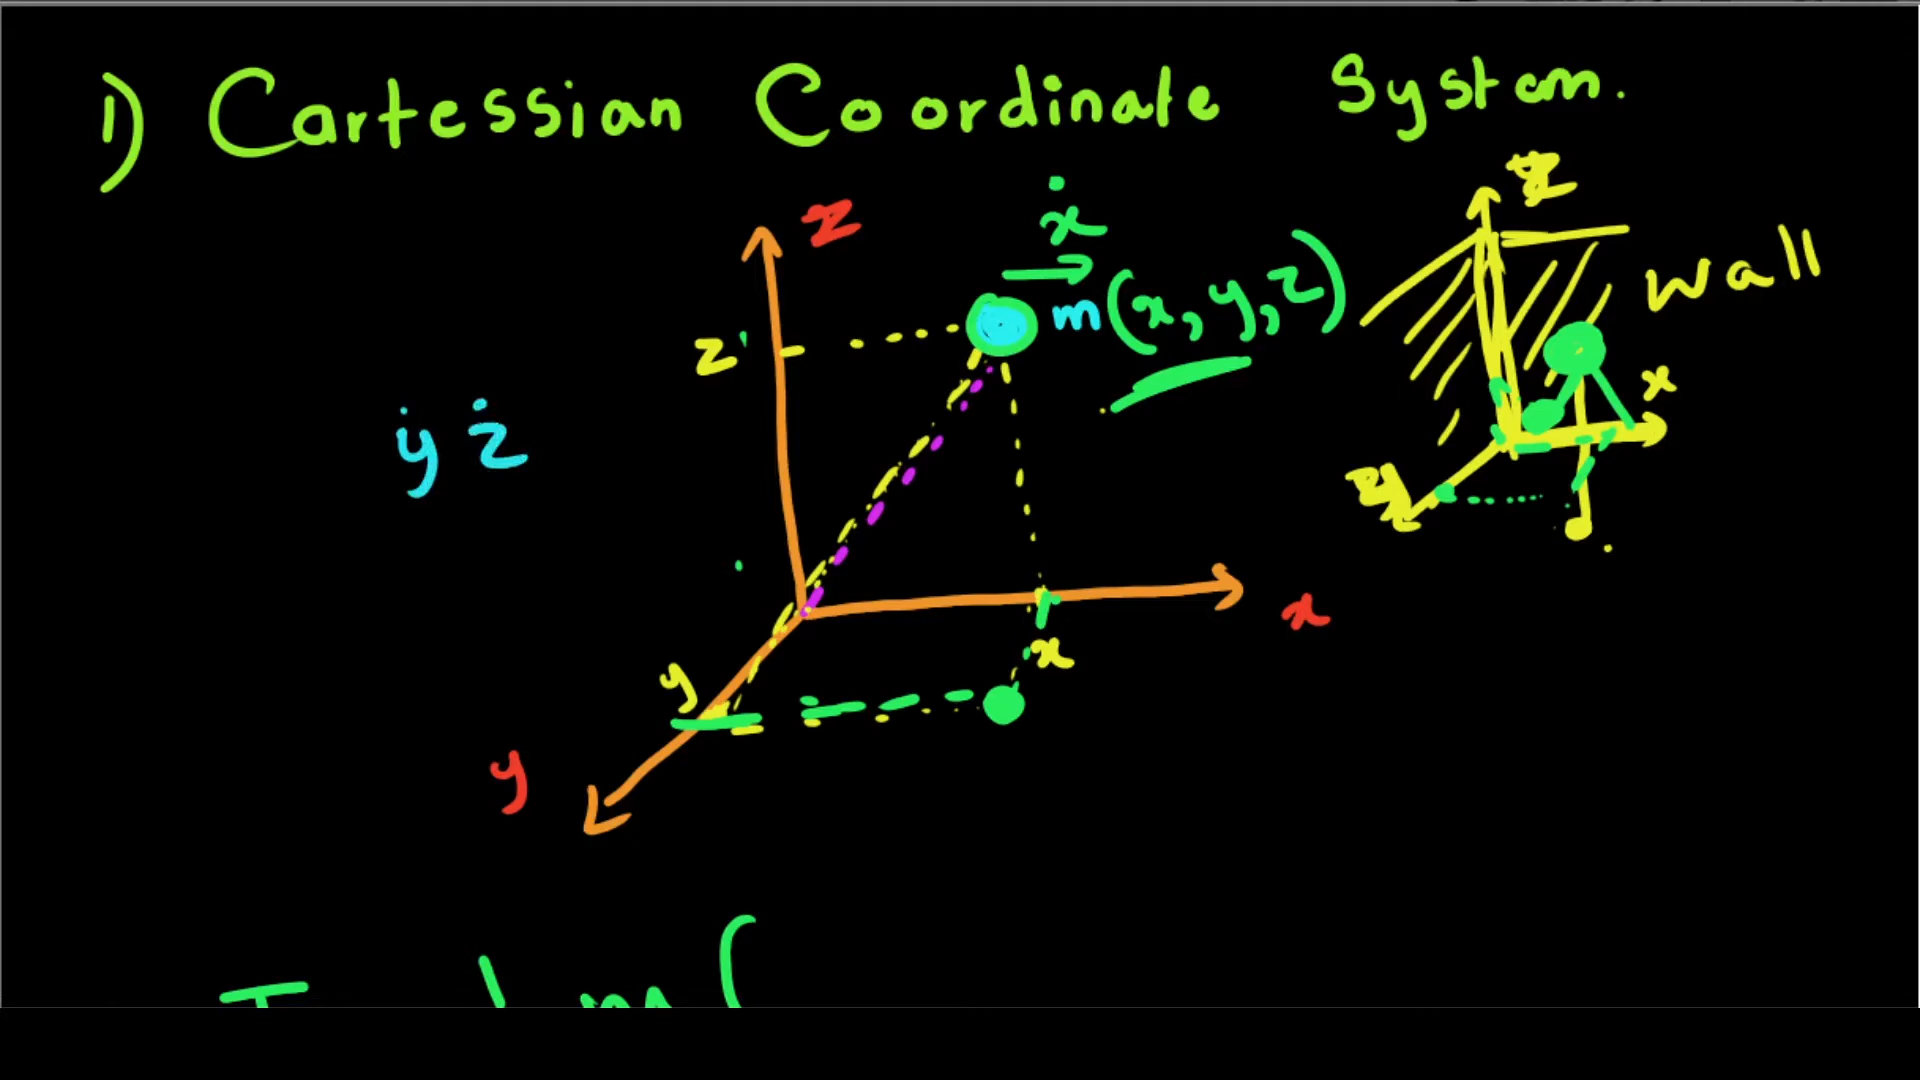 1) Cartessian Coordinate System.
z
z
ẋ
m(x, y, z)
wall
z
x
ẏ ż
x
x
y
y